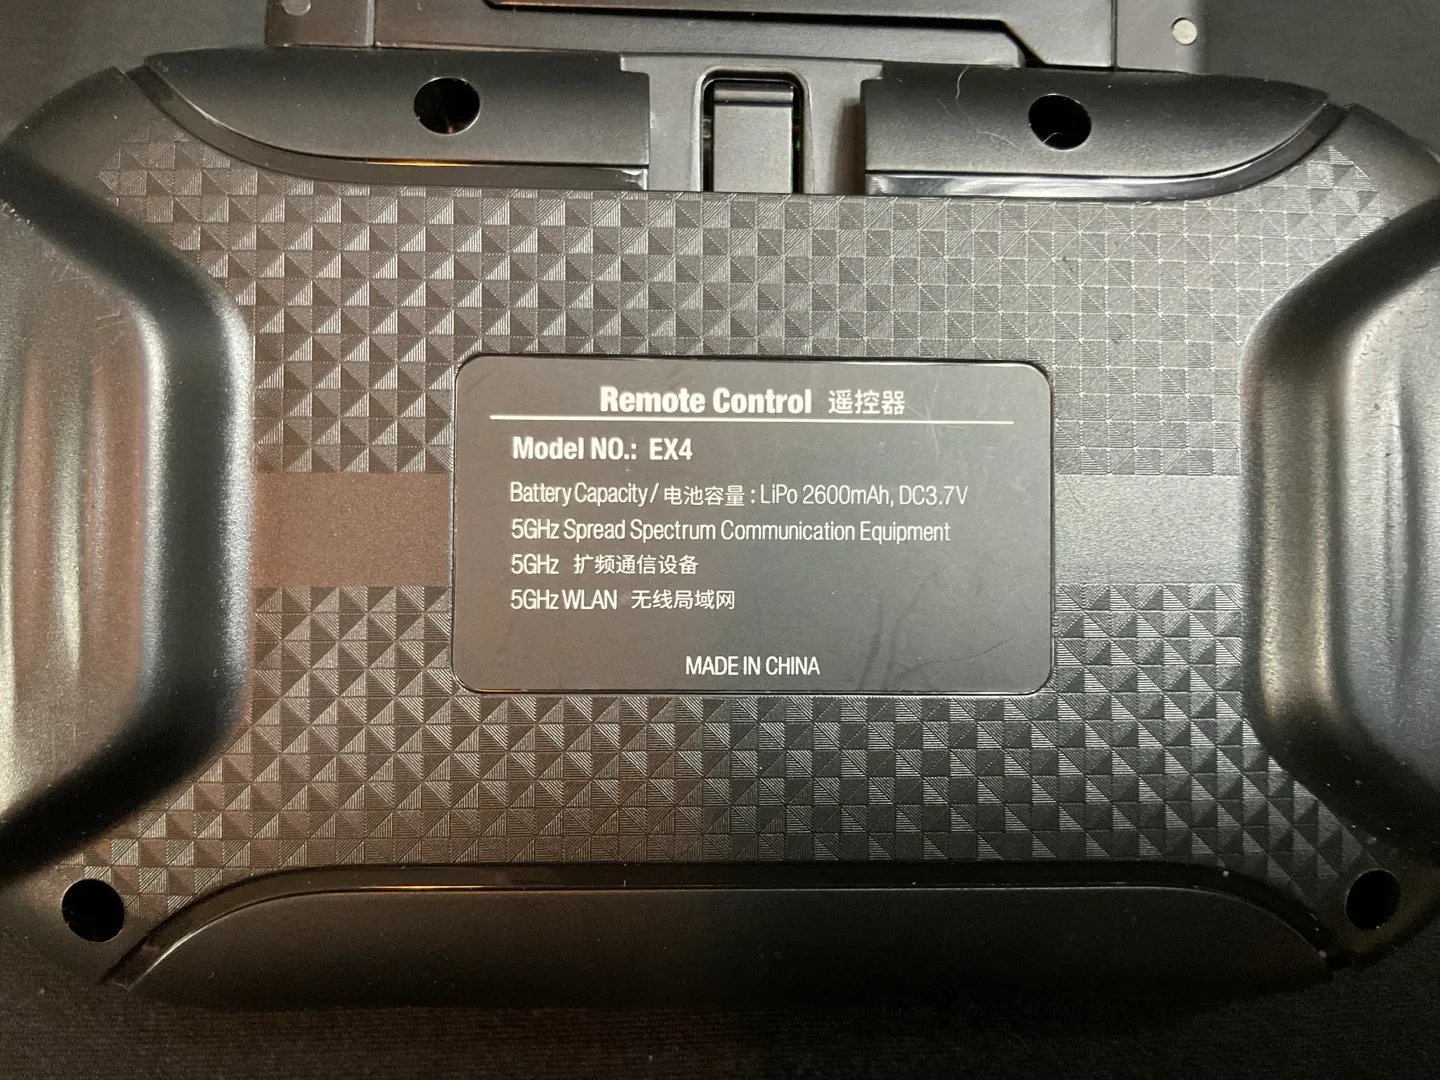 Remote Control 遥控器
Model NO.: EX4
Battery Capacity / 电池容量 : LiPo 2600mAh, DC3.7V
5GHz Spread Spectrum Communication Equipment
5GHz 扩频通信设备
5GHz WLAN 无线局域网
MADE IN CHINA